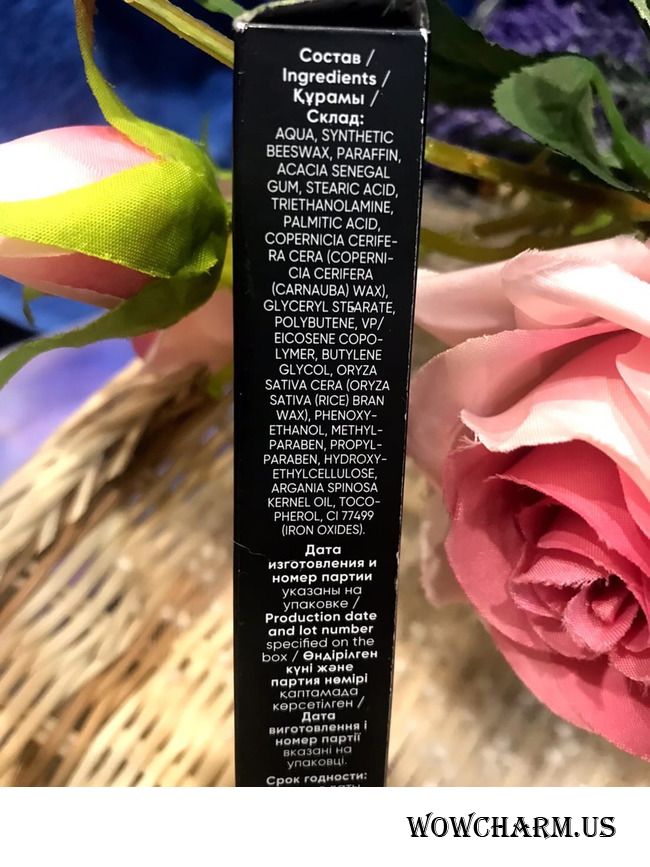 Состав /
Ingredients /
Құрамы /
Склад:
AQUA, SYNTHETIC
BEESWAX, PARAFFIN,
ACACIA SENEGAL
GUM, STEARIC ACID,
TRIETHANOLAMINE,
PALMITIC ACID,
COPERNICIA CERIFE-
RA CERA (COPERNI-
CIA CERIFERA
(CARNAUBA) WAX),
GLYCERYL STEARATE,
POLYBUTENE, VP/
EICOSENE COPO-
LYMER, BUTYLENE
GLYCOL, ORYZA
SATIVA CERA (ORYZA
SATIVA (RICE) BRAN
WAX), PHENOXY-
ETHANOL, METHYL-
PARABEN, PROPYL-
PARABEN, HYDROXY-
ETHYLCELLULOSE,
ARGANIA SPINOSA
KERNEL OIL, TOCO-
PHEROL, CI 77499
(IRON OXIDES).
Дата
изготовления и
номер партии
указаны на
упаковке /
Production date
and lot number
specified on the
box / Өндірілген
күні және
партия нөмірі
қаптамада
көрсетілген /
Дата
виготовлення і
номер партії
вказані на
упаковці.
Срок годности:
WOWCHARM.US